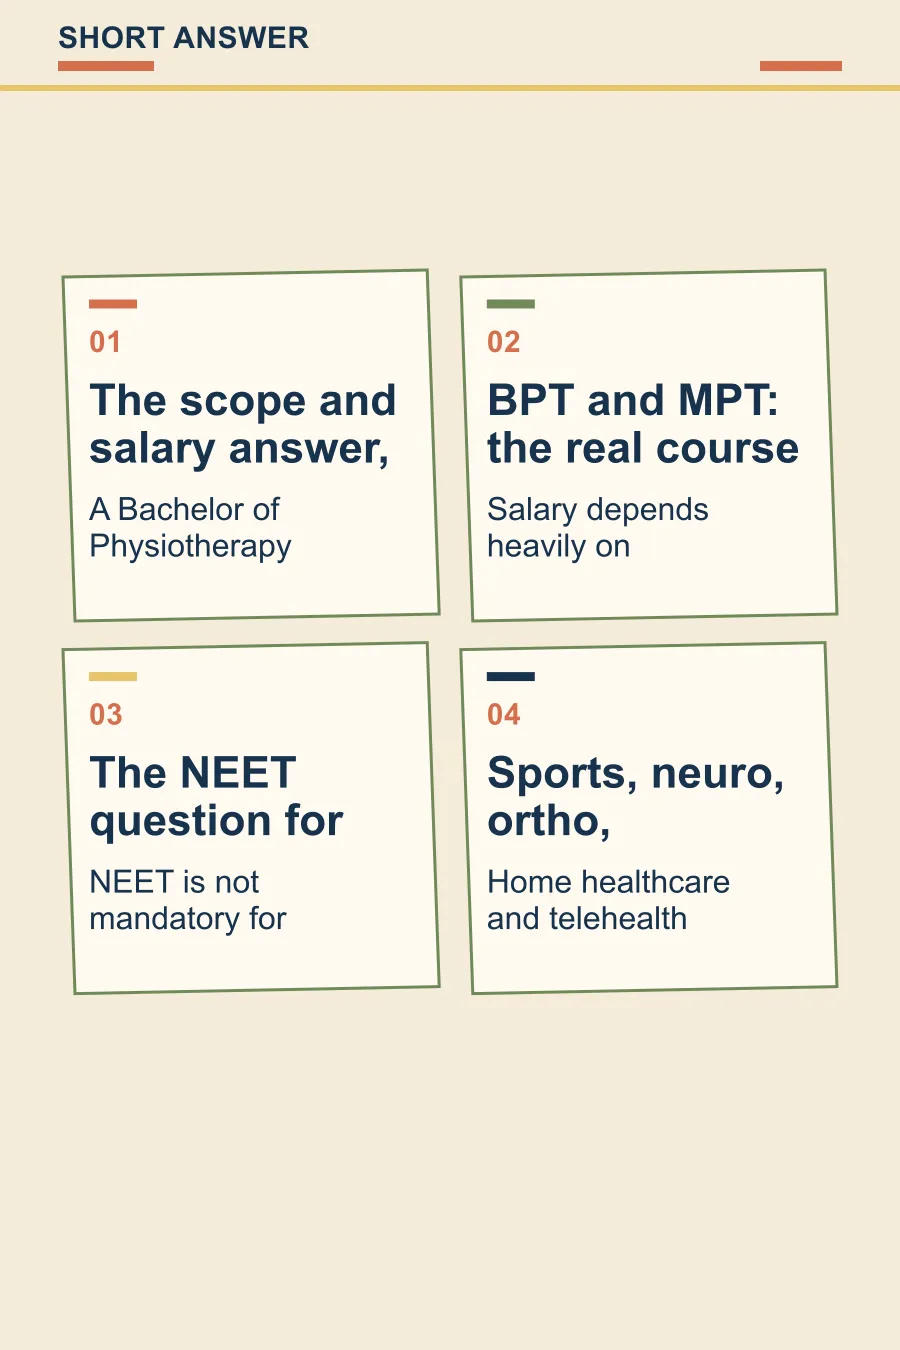 SHORT ANSWER
01
The scope and
salary answer,
A Bachelor of
Physiotherapy
02
BPT and MPT:
the real course
Salary depends
heavily on
03
The NEET
question for
NEET is not
mandatory for
04
Sports, neuro,
ortho,
Home healthcare
and telehealth